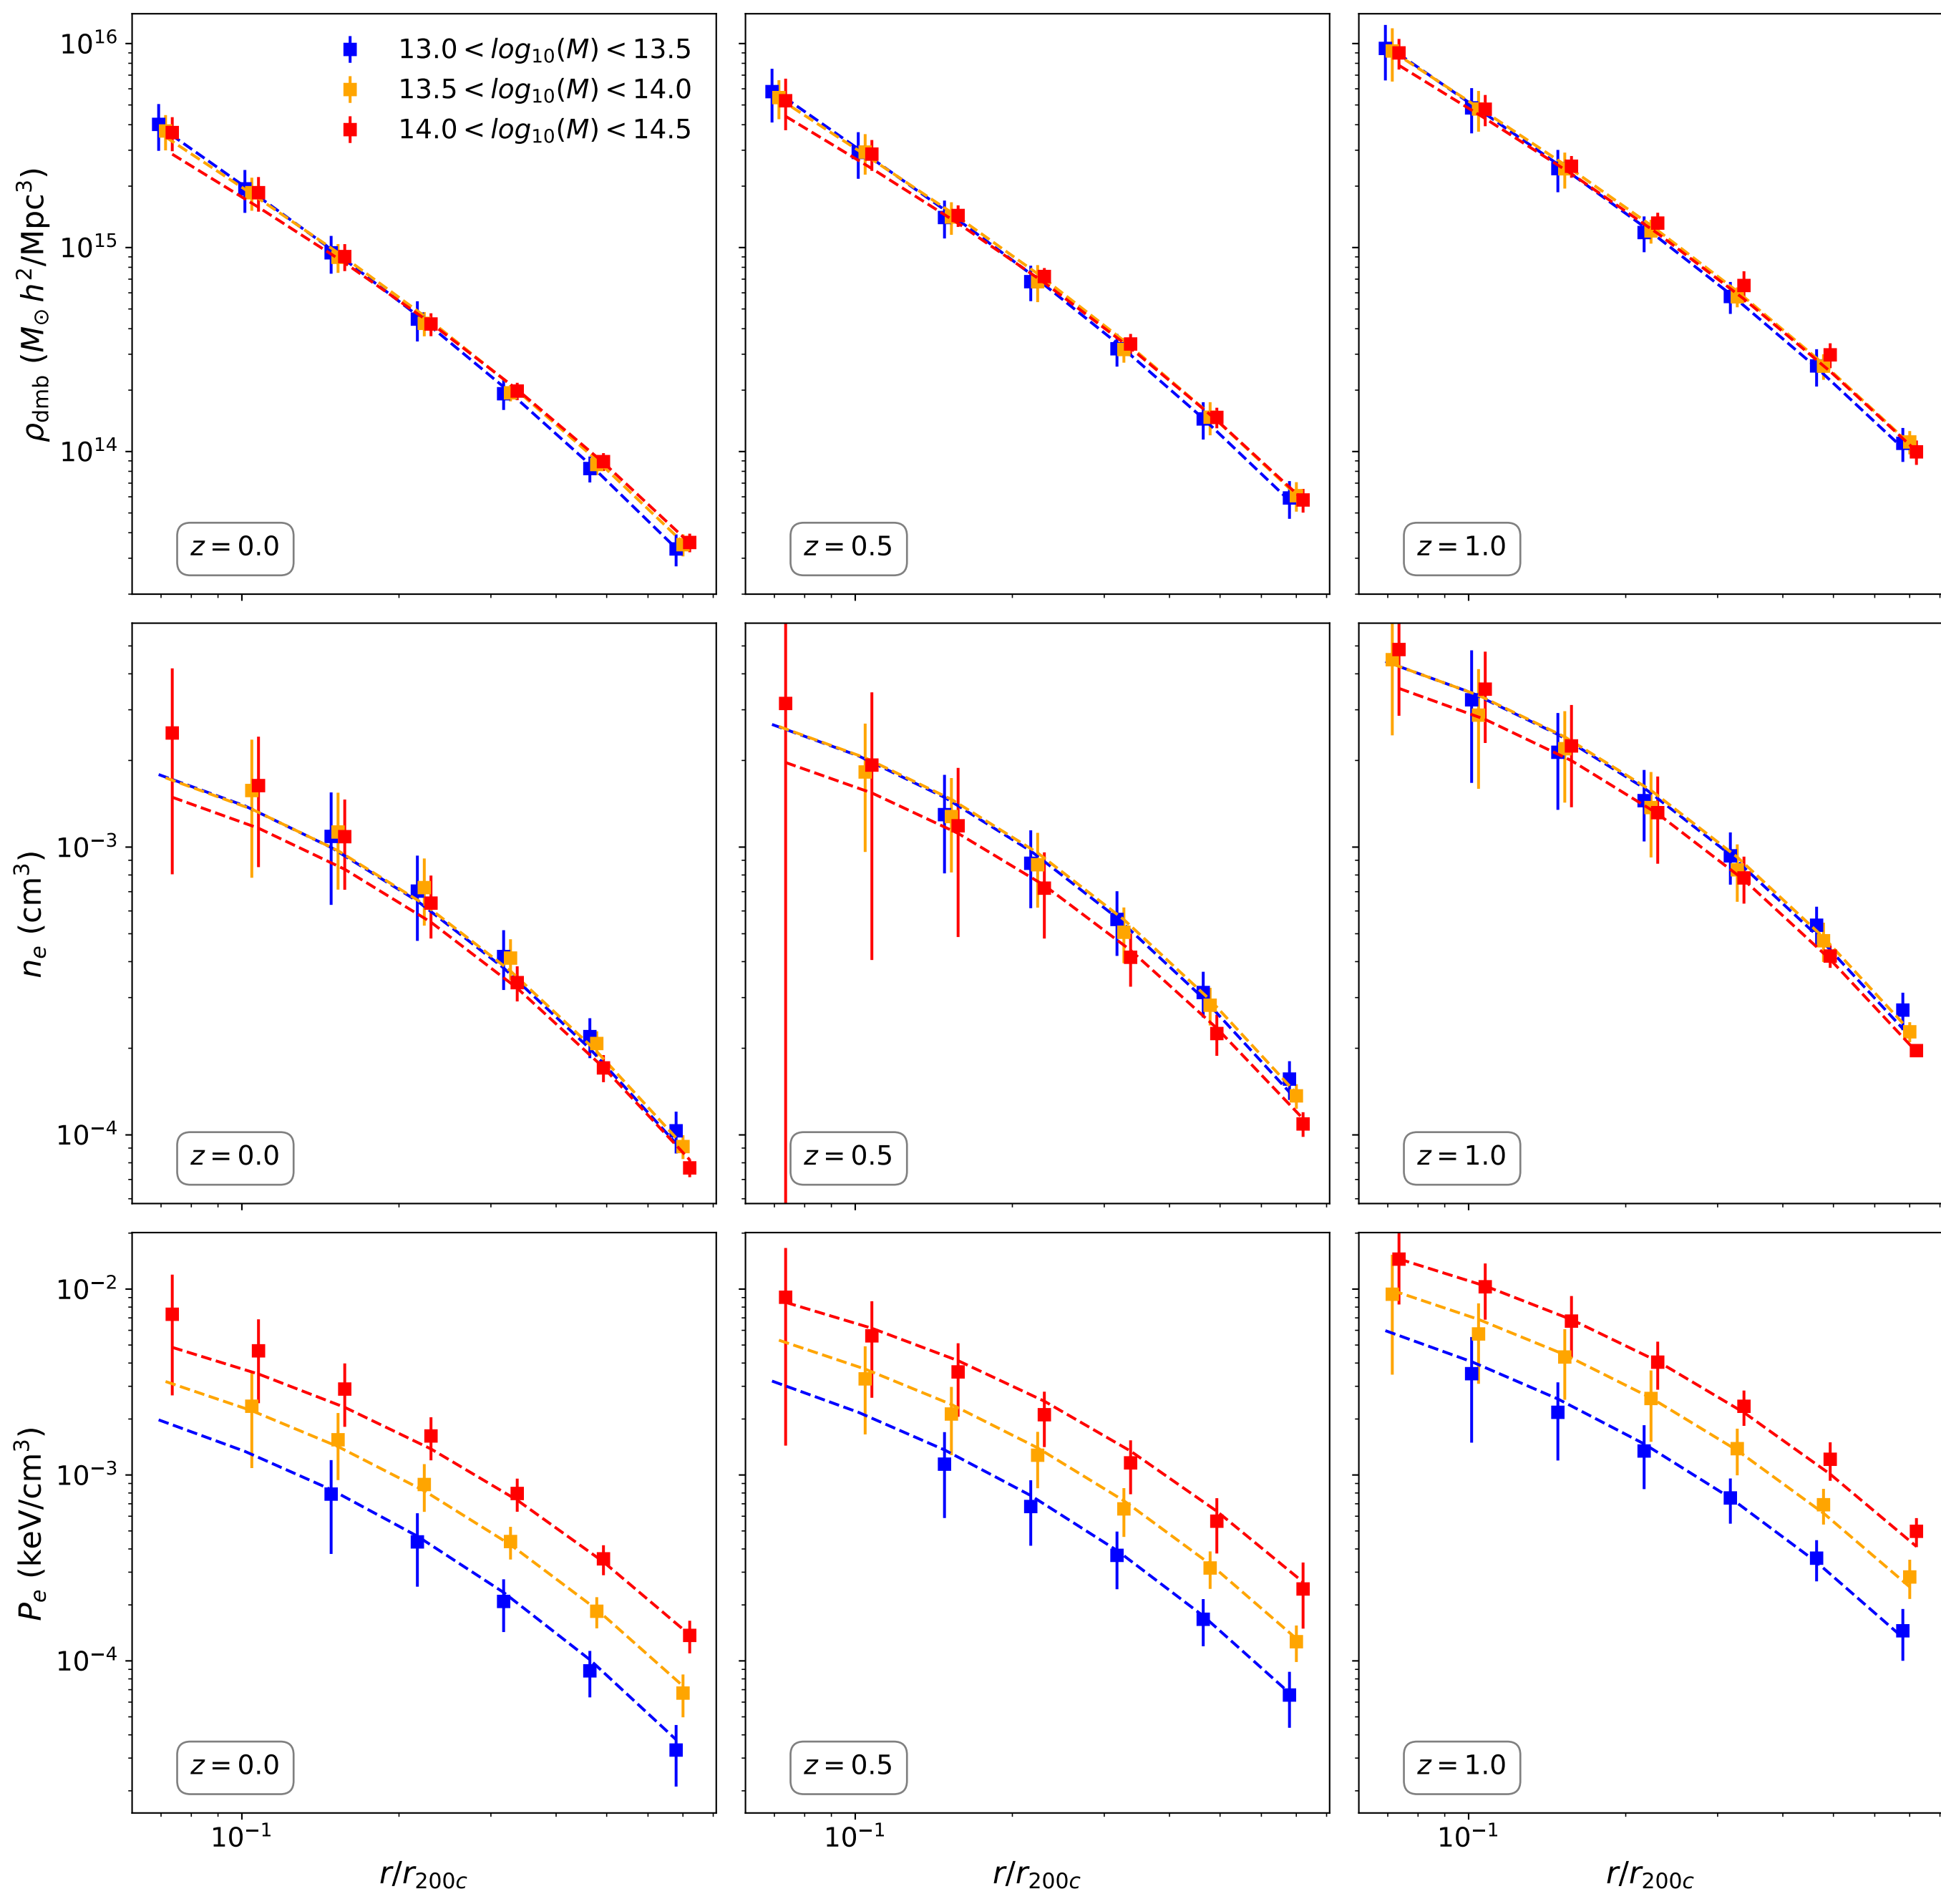 10^16
10^15
10^14
ρ_dmb (M_⊙ h^2/Mpc^3)
13.0 < log_10(M) < 13.5
13.5 < log_10(M) < 14.0
14.0 < log_10(M) < 14.5
z = 0.0
z = 0.5
z = 1.0
10^−3
10^−4
n_e (cm^3)
z = 0.0
z = 0.5
z = 1.0
10^−2
10^−3
10^−4
P_e (keV/cm^3)
z = 0.0
z = 0.5
z = 1.0
10^−1
10^−1
10^−1
r/r_200c
r/r_200c
r/r_200c